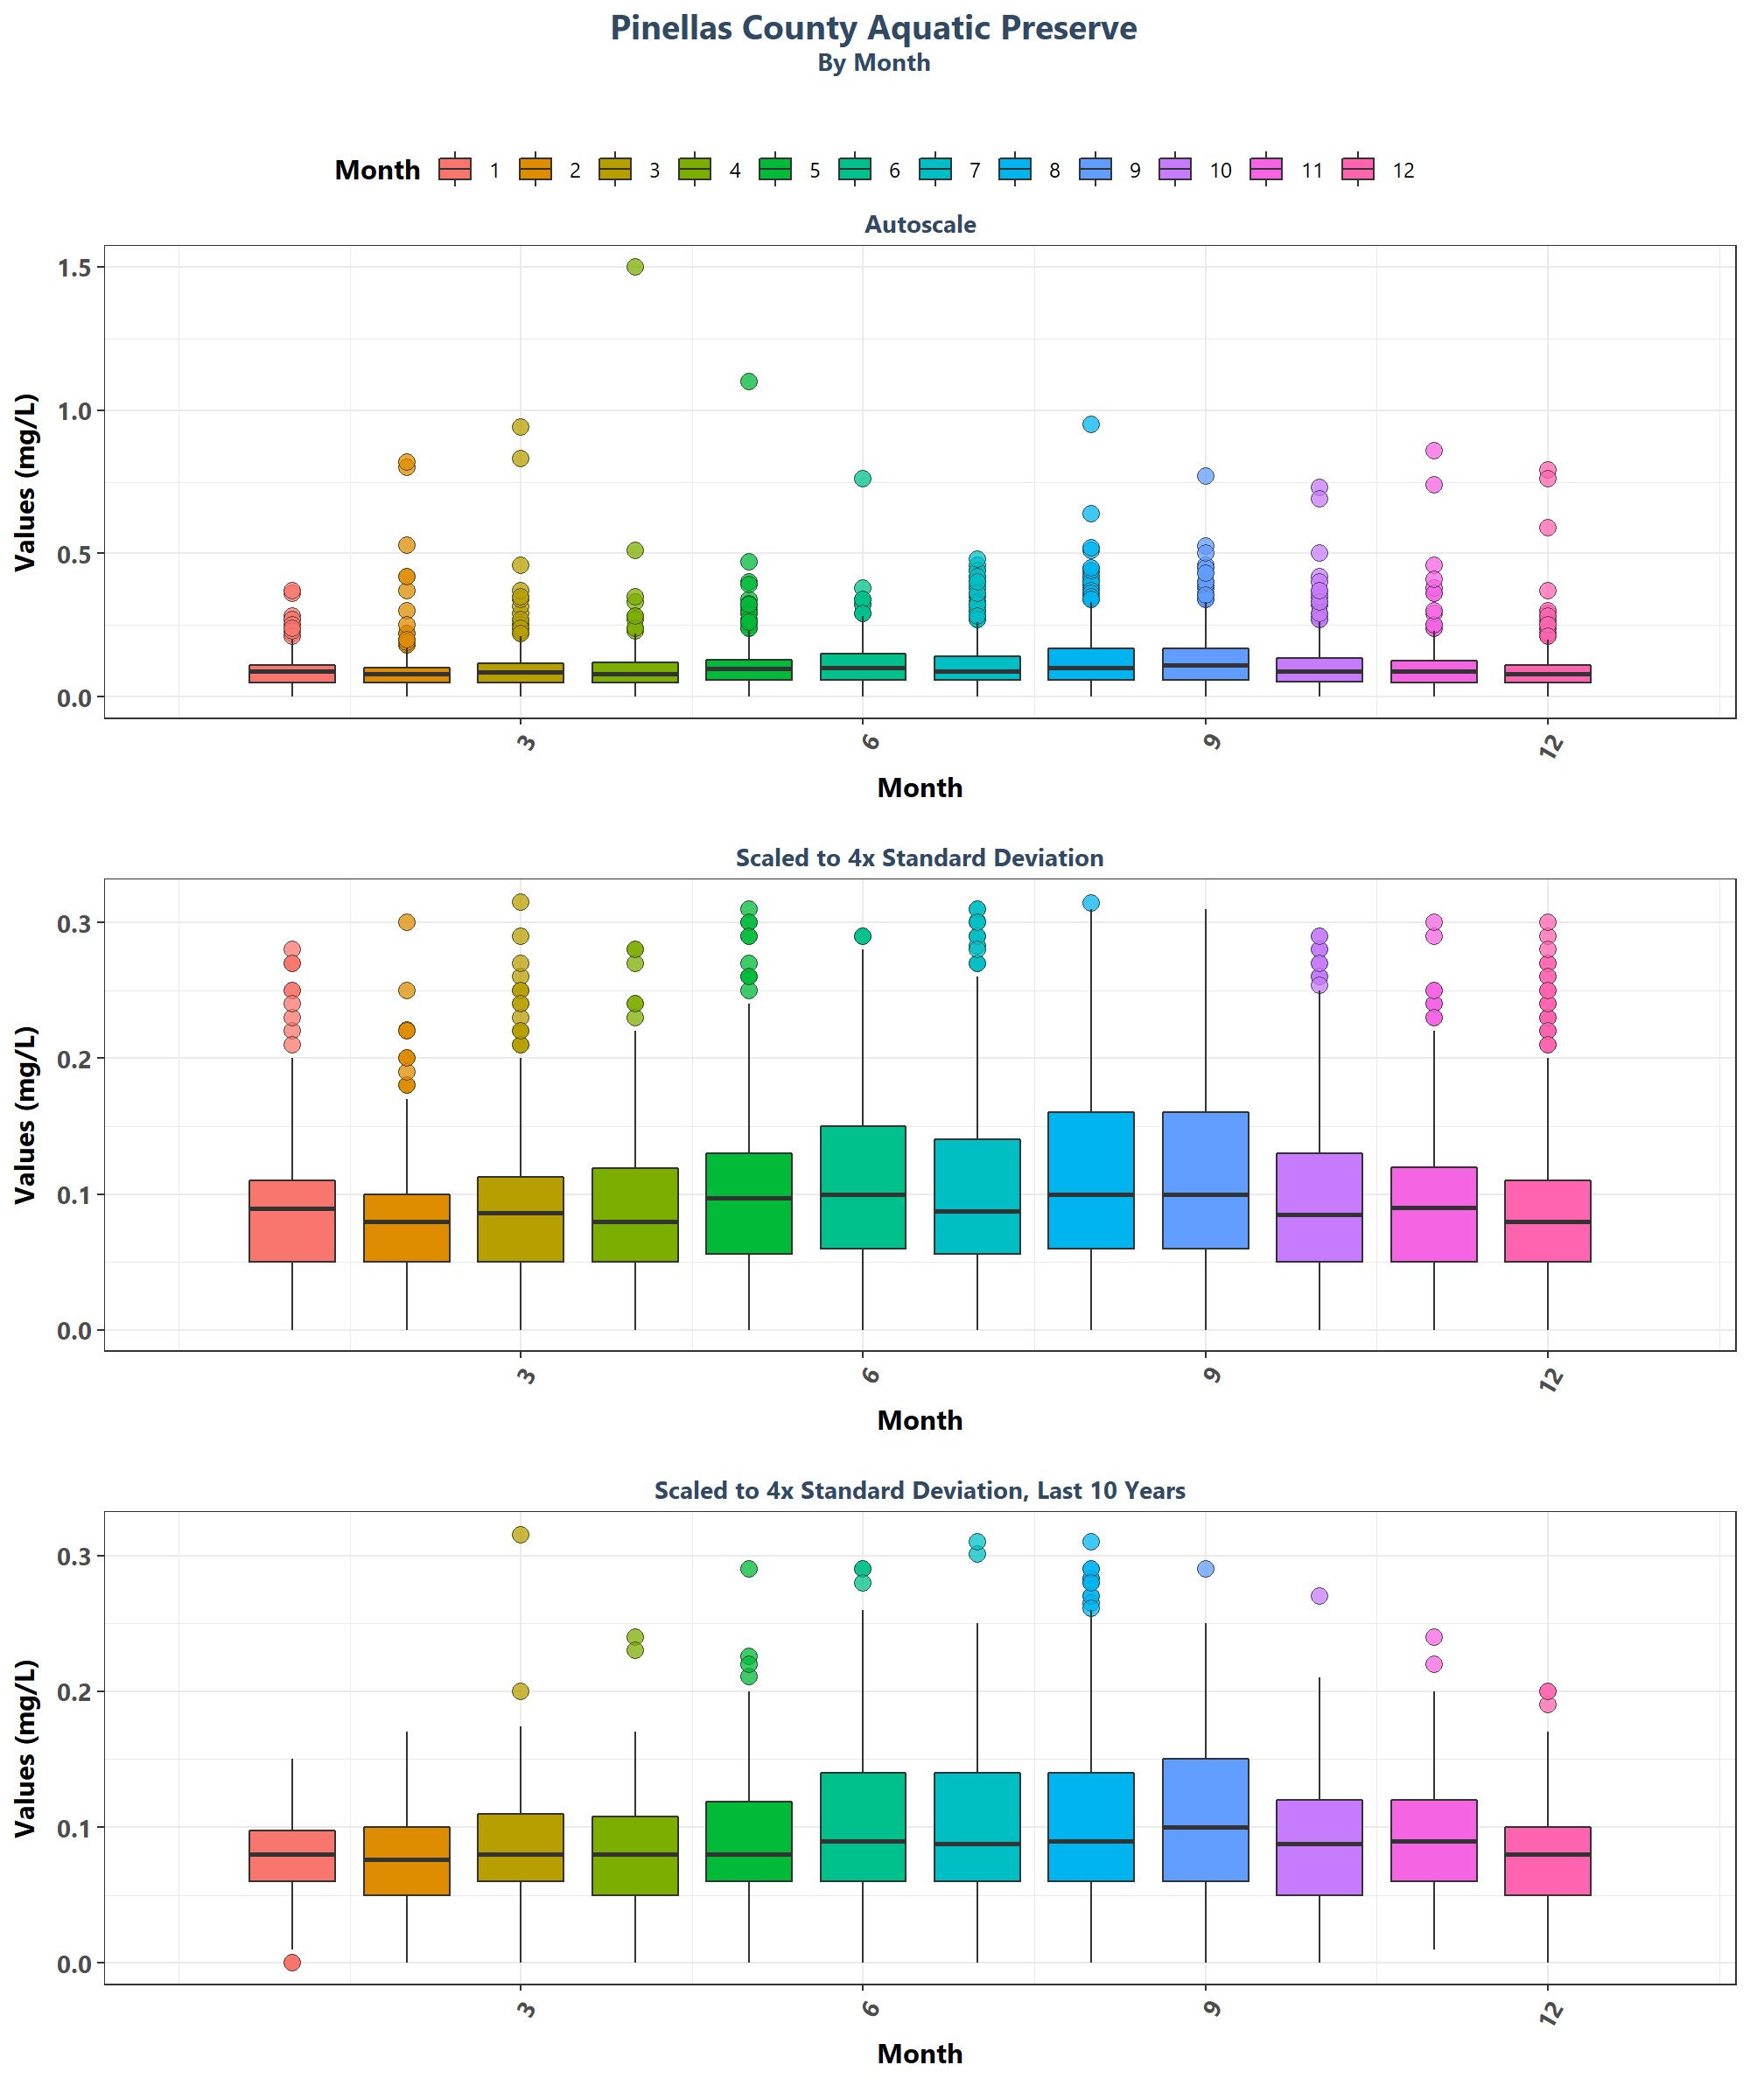 Pinellas County Aquatic Preserve
By Month
Month 1 2 3 4 5 6 7 8 9 10 11 12
Autoscale
Values (mg/L)
1.5
1.0
0.5
0.0
3 6 9 12
Month
Scaled to 4x Standard Deviation
Values (mg/L)
0.3
0.2
0.1
0.0
3 6 9 12
Month
Scaled to 4x Standard Deviation, Last 10 Years
Values (mg/L)
0.3
0.2
0.1
0.0
3 6 9 12
Month